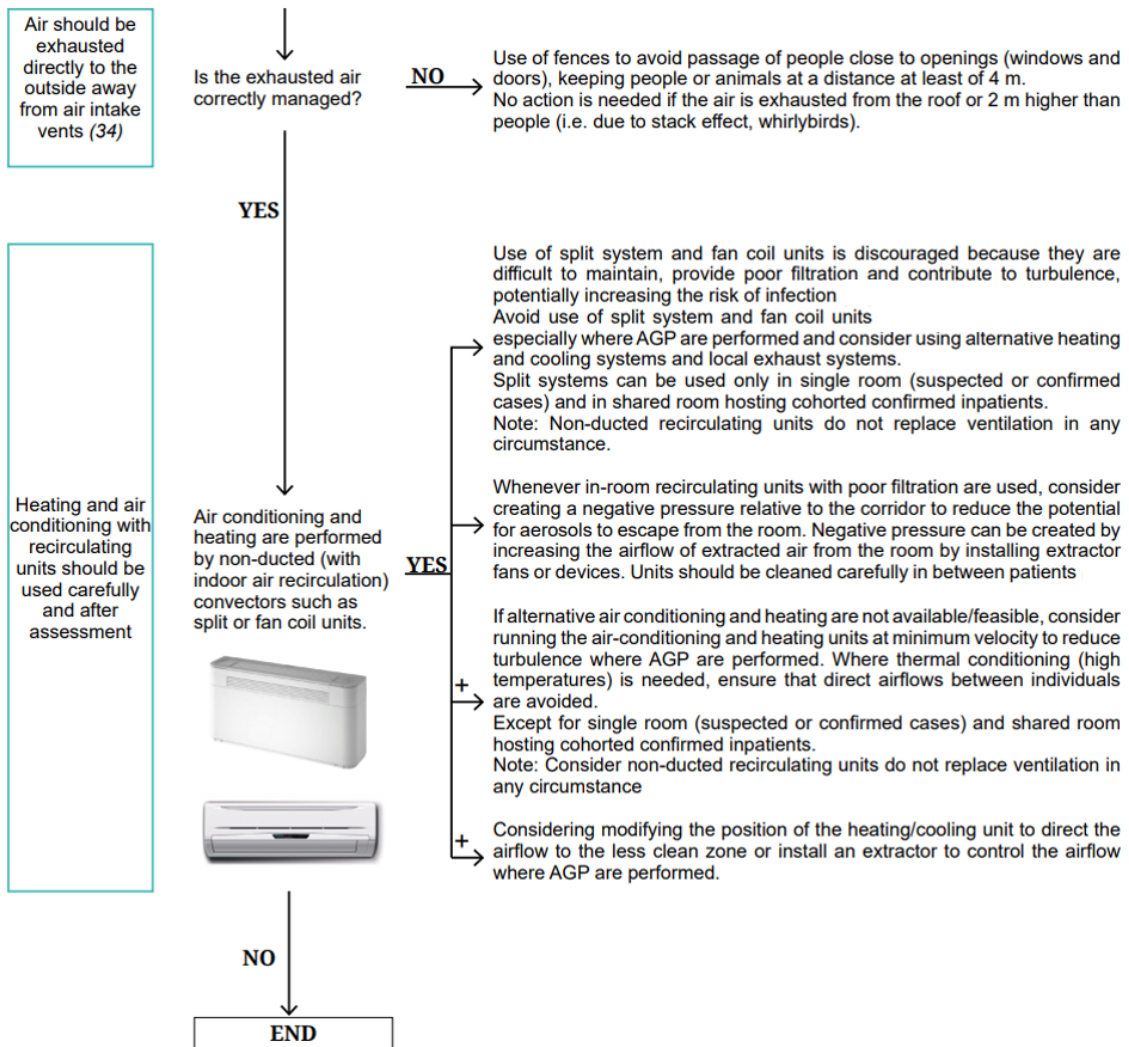 Air should be
exhausted
directly to the
outside away
from air intake
vents (34)
Is the exhausted air
correctly managed?
NO
Use of fences to avoid passage of people close to openings (windows and
doors), keeping people or animals at a distance at least of 4 m.
No action is needed if the air is exhausted from the roof or 2 m higher than
people (i.e. due to stack effect, whirlybirds).
YES
Heating and air
conditioning with
recirculating
units should be
used carefully
and after
assessment
Air conditioning and
heating are performed
by non-ducted (with
indoor air recirculation)
convectors such as
split or fan coil units.
YES
Use of split system and fan coil units is discouraged because they are
difficult to maintain, provide poor filtration and contribute to turbulence,
potentially increasing the risk of infection
Avoid use of split system and fan coil units
especially where AGP are performed and consider using alternative heating
and cooling systems and local exhaust systems.
Split systems can be used only in single room (suspected or confirmed
cases) and in shared room hosting cohorted confirmed inpatients.
Note: Non-ducted recirculating units do not replace ventilation in any
circumstance.
Whenever in-room recirculating units with poor filtration are used, consider
creating a negative pressure relative to the corridor to reduce the potential
for aerosols to escape from the room. Negative pressure can be created by
increasing the airflow of extracted air from the room by installing extractor
fans or devices. Units should be cleaned carefully in between patients
+
If alternative air conditioning and heating are not available/feasible, consider
running the air-conditioning and heating units at minimum velocity to reduce
turbulence where AGP are performed. Where thermal conditioning (high
temperatures) is needed, ensure that direct airflows between individuals
are avoided.
Except for single room (suspected or confirmed cases) and shared room
hosting cohorted confirmed inpatients.
Note: Consider non-ducted recirculating units do not replace ventilation in
any circumstance
+
Considering modifying the position of the heating/cooling unit to direct the
airflow to the less clean zone or install an extractor to control the airflow
where AGP are performed.
NO
END